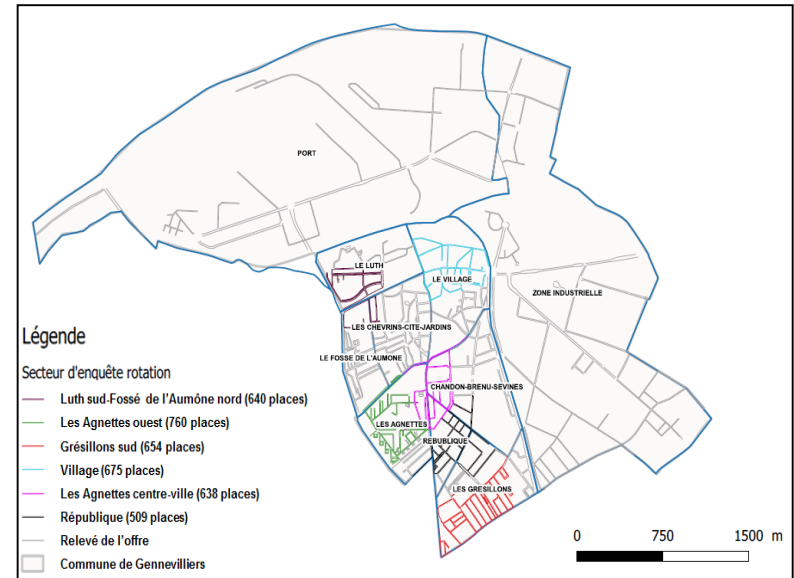 PORT
LE LUTH
LE VILLAGE
ZONE INDUSTRIELLE
LES CHEVRINS-CITE-JARDINS
LE FOSSE DE L'AUMONE
CHANDON-BRENU-SEVINES
LES AGNETTES
REPUBLIQUE
LES GRESILLONS
Légende
Secteur d'enquête rotation
Luth sud-Fossé de l'Aumône nord (640 places)
Les Agnettes ouest (760 places)
Grésillons sud (654 places)
Village (675 places)
Les Agnettes centre-ville (638 places)
République (509 places)
Relevé de l'offre
Commune de Gennevilliers
0 750 1500 m